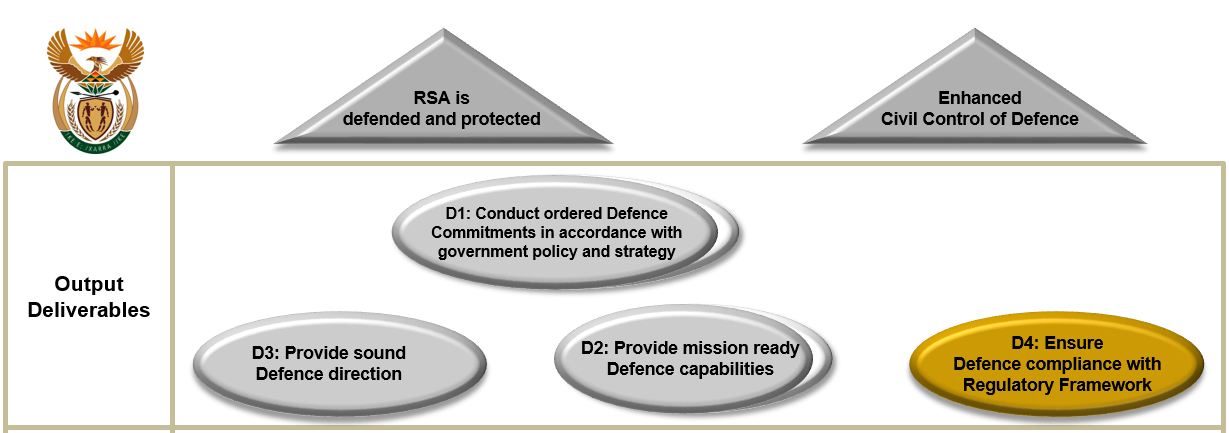 RSA is
defended and protected
Enhanced
Civil Control of Defence
Output
Deliverables
D1: Conduct ordered Defence
Commitments in accordance with
government policy and strategy
D3: Provide sound
Defence direction
D2: Provide mission ready
Defence capabilities
D4: Ensure
Defence compliance with
Regulatory Framework